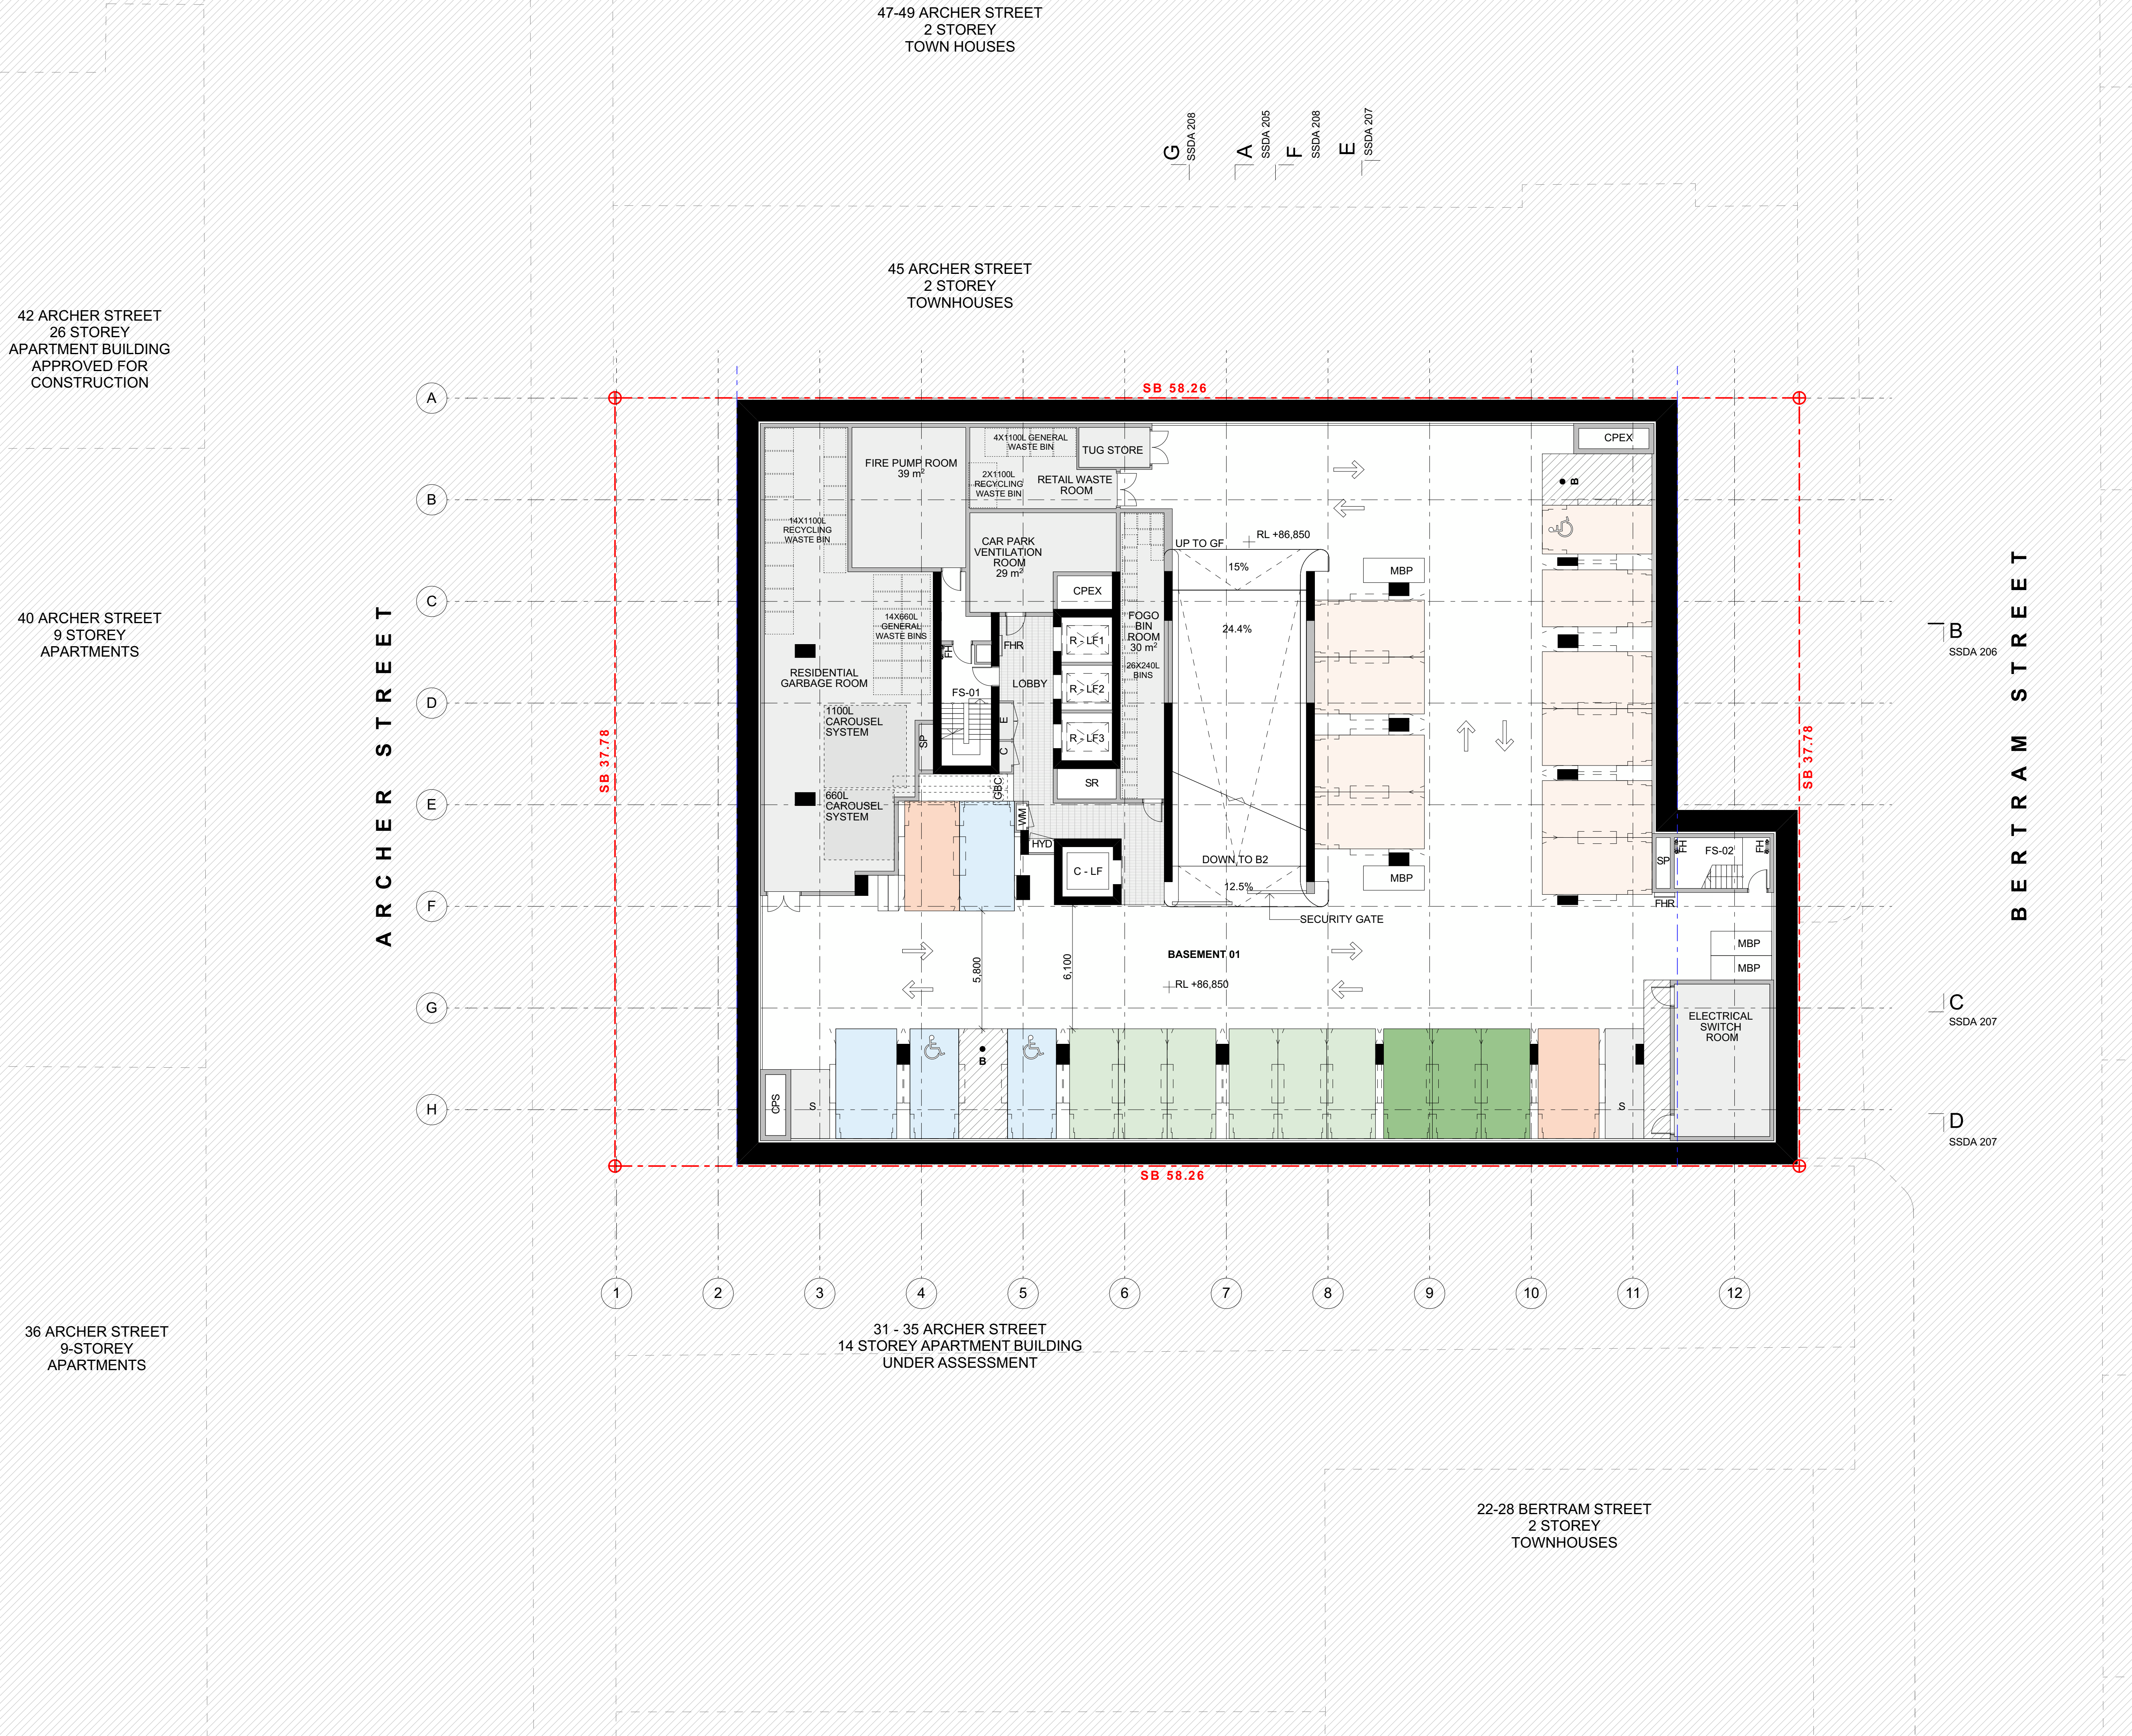 47-49 ARCHER STREET
2 STOREY
TOWN HOUSES
G
SSDA 208
A
SSDA 205
F
SSDA 208
E
SSDA 207
45 ARCHER STREET
2 STOREY
TOWNHOUSES
42 ARCHER STREET
26 STOREY
APARTMENT BUILDING
APPROVED FOR
CONSTRUCTION
40 ARCHER STREET
9 STOREY
APARTMENTS
36 ARCHER STREET
9-STOREY
APARTMENTS
ARCHER STREET
BERTRAM STREET
A
B
C
D
E
F
G
H
SB 58.26
SB 37.78
SB 37.78
SB 58.26
4X1100L GENERAL
WASTE BIN
TUG STORE
CPEX
FIRE PUMP ROOM
39 m²
2X1100L
RECYCLING
WASTE BIN
RETAIL WASTE
ROOM
B
14X1100L
RECYCLING
WASTE BIN
CAR PARK
VENTILATION
ROOM
29 m²
UP TO GF
RL +86,850
15%
MBP
CPEX
14X660L
GENERAL
WASTE BINS
FOGO
BIN
ROOM
30 m²
24.4%
R - LF1
FH
FHR
26X240L
BINS
RESIDENTIAL
GARBAGE ROOM
LOBBY
R - LF2
FS-01
1100L
CAROUSEL
SYSTEM
E
SP
C
R - LF3
GBC
SR
660L
CAROUSEL
SYSTEM
WM
HYD
C - LF
DOWN TO B2
12.5%
MBP
SECURITY GATE
SP
FH
FS-02
FH
FHR
MBP
MBP
5,800
6,100
BASEMENT 01
RL +86,850
ELECTRICAL
SWITCH
ROOM
B
CPS
S
S
B
SSDA 206
C
SSDA 207
D
SSDA 207
1
2
3
4
5
6
7
8
9
10
11
12
31 - 35 ARCHER STREET
14 STOREY APARTMENT BUILDING
UNDER ASSESSMENT
22-28 BERTRAM STREET
2 STOREY
TOWNHOUSES